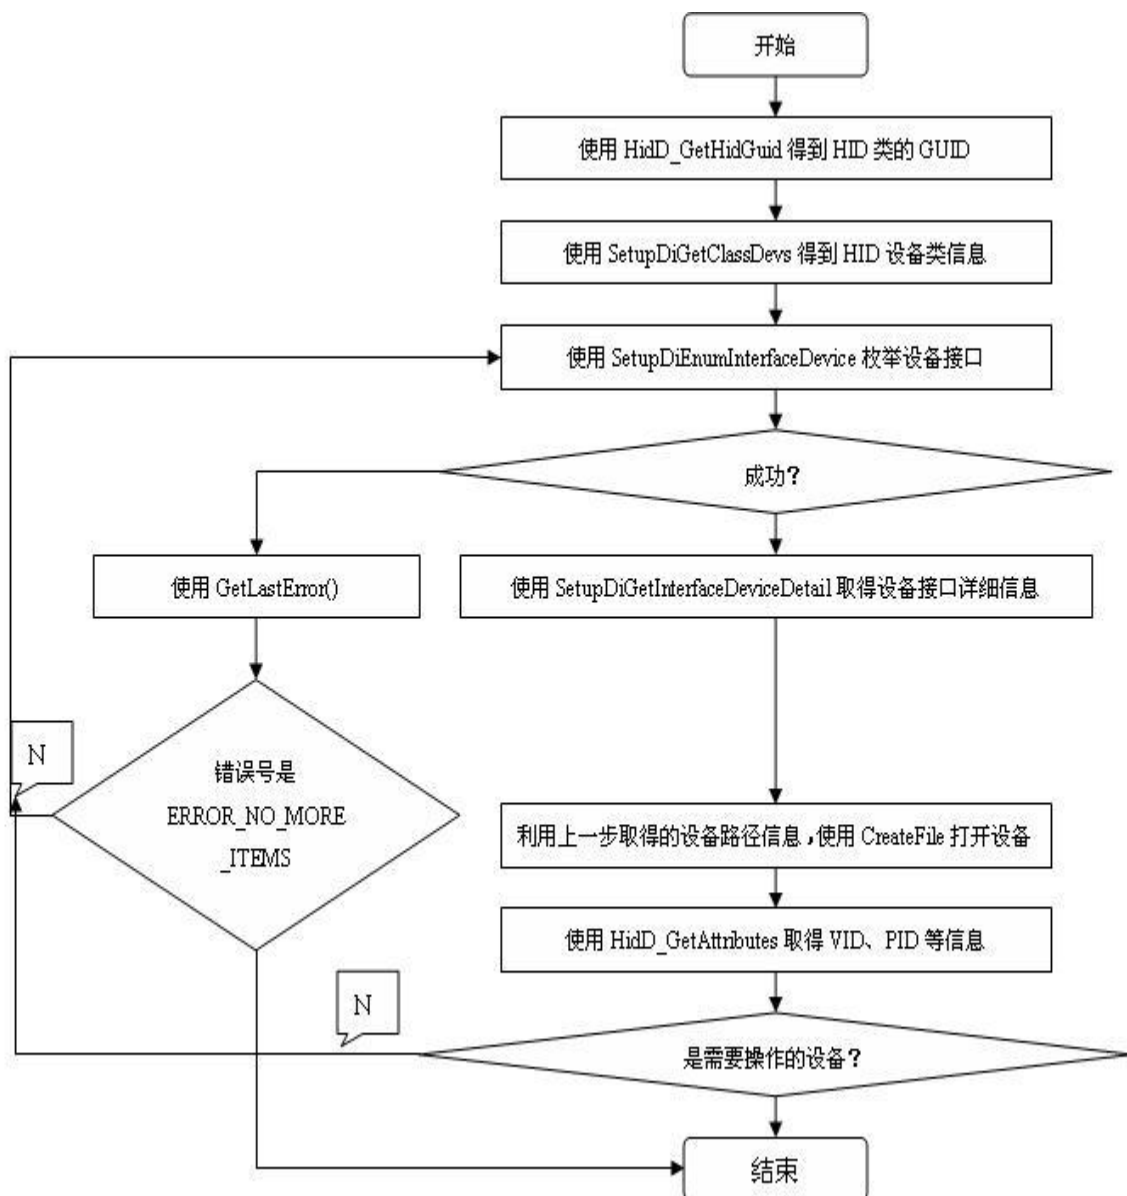 开始
使用 HidD_GetHidGuid 得到 HID 类的 GUID
使用 SetupDiGetClassDevs 得到 HID 设备类信息
使用 SetupDiEnumInterfaceDevice 枚举设备接口
成功？
使用 GetLastError()
使用 SetupDiGetInterfaceDeviceDetail 取得设备接口详细信息
N
错误号是
ERROR_NO_MORE
_ITEMS
利用上一步取得的设备路径信息，使用 CreateFile 打开设备
使用 HidD_GetAttributes 取得 VID、PID 等信息
N
是需要操作的设备？
结束